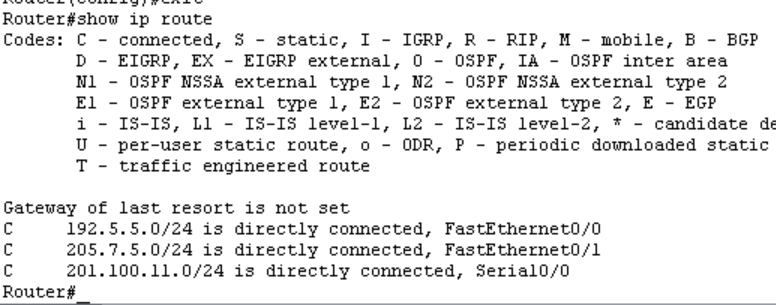 Router(config)#exit
Router#show ip route
Codes: C - connected, S - static, I - IGRP, R - RIP, M - mobile, B - BGP
D - EIGRP, EX - EIGRP external, O - OSPF, IA - OSPF inter area
N1 - OSPF NSSA external type 1, N2 - OSPF NSSA external type 2
E1 - OSPF external type 1, E2 - OSPF external type 2, E - EGP
i - IS-IS, L1 - IS-IS level-1, L2 - IS-IS level-2, * - candidate de
U - per-user static route, o - ODR, P - periodic downloaded static
T - traffic engineered route
Gateway of last resort is not set
C 192.5.5.0/24 is directly connected, FastEthernet0/0
C 205.7.5.0/24 is directly connected, FastEthernet0/1
C 201.100.11.0/24 is directly connected, Serial0/0
Router#_